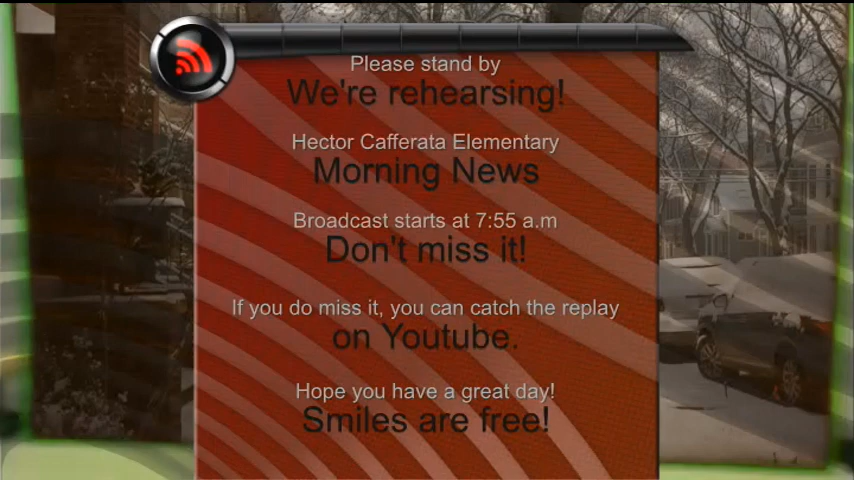 Please stand by
We're rehearsing!
Hector Cafferata Elementary
Morning News
Broadcast starts at 7:55 a.m
Don't miss it!
If you do miss it, you can catch the replay
on Youtube.
Hope you have a great day!
Smiles are free!